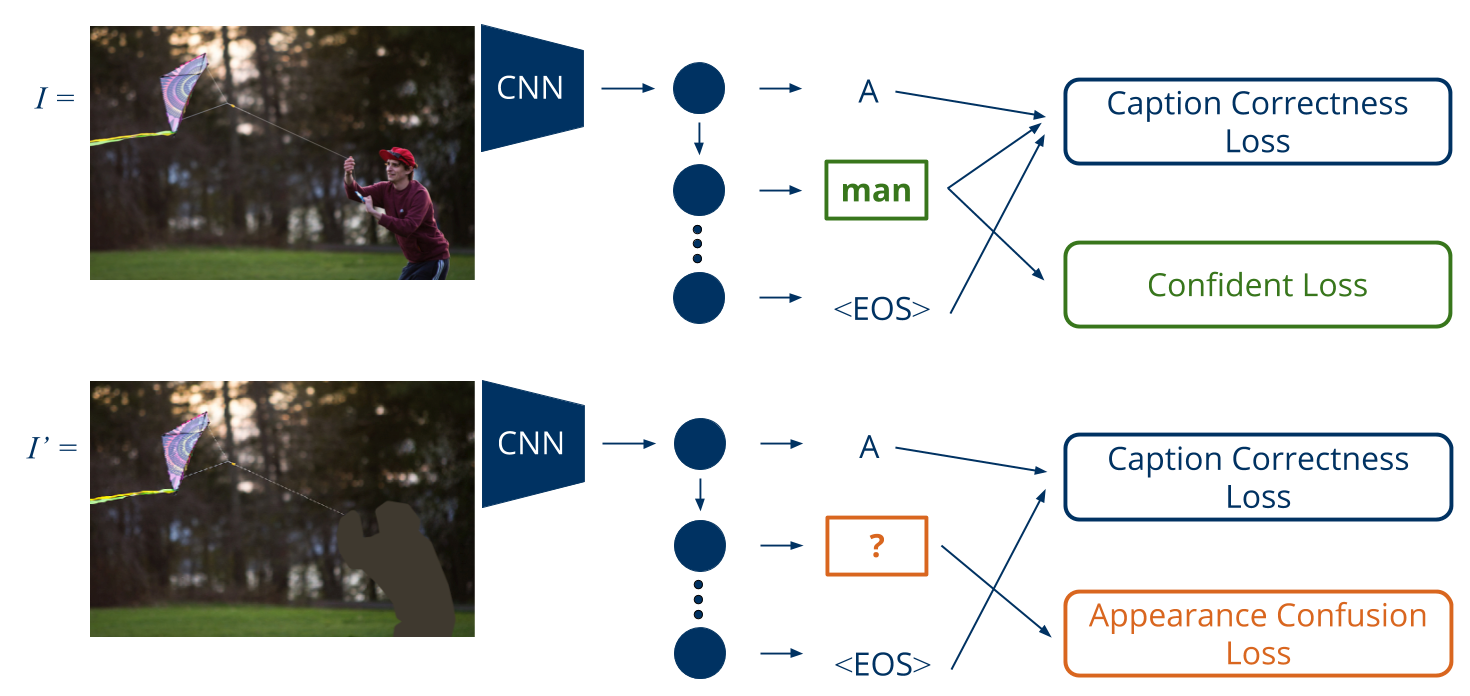 I =
CNN
A
man
<EOS>
Caption Correctness
Loss
Confident Loss
I’ =
CNN
A
?
<EOS>
Caption Correctness
Loss
Appearance Confusion
Loss